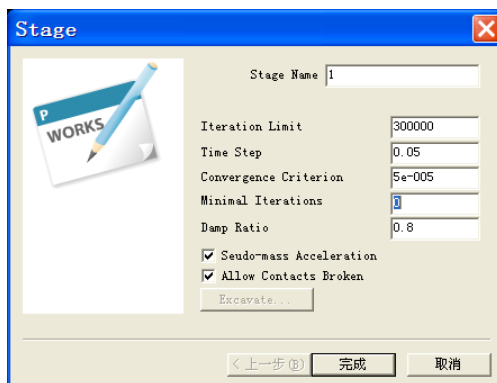 Stage
Stage Name 1
P
WORKS
Iteration Limit 300000
Time Step 0.05
Convergence Criterion 5e-005
Minimal Iterations 0
Damp Ratio 0.8
Seudo-mass Acceleration
Allow Contacts Broken
Excavate...
< 上一步(B) 完成 取消